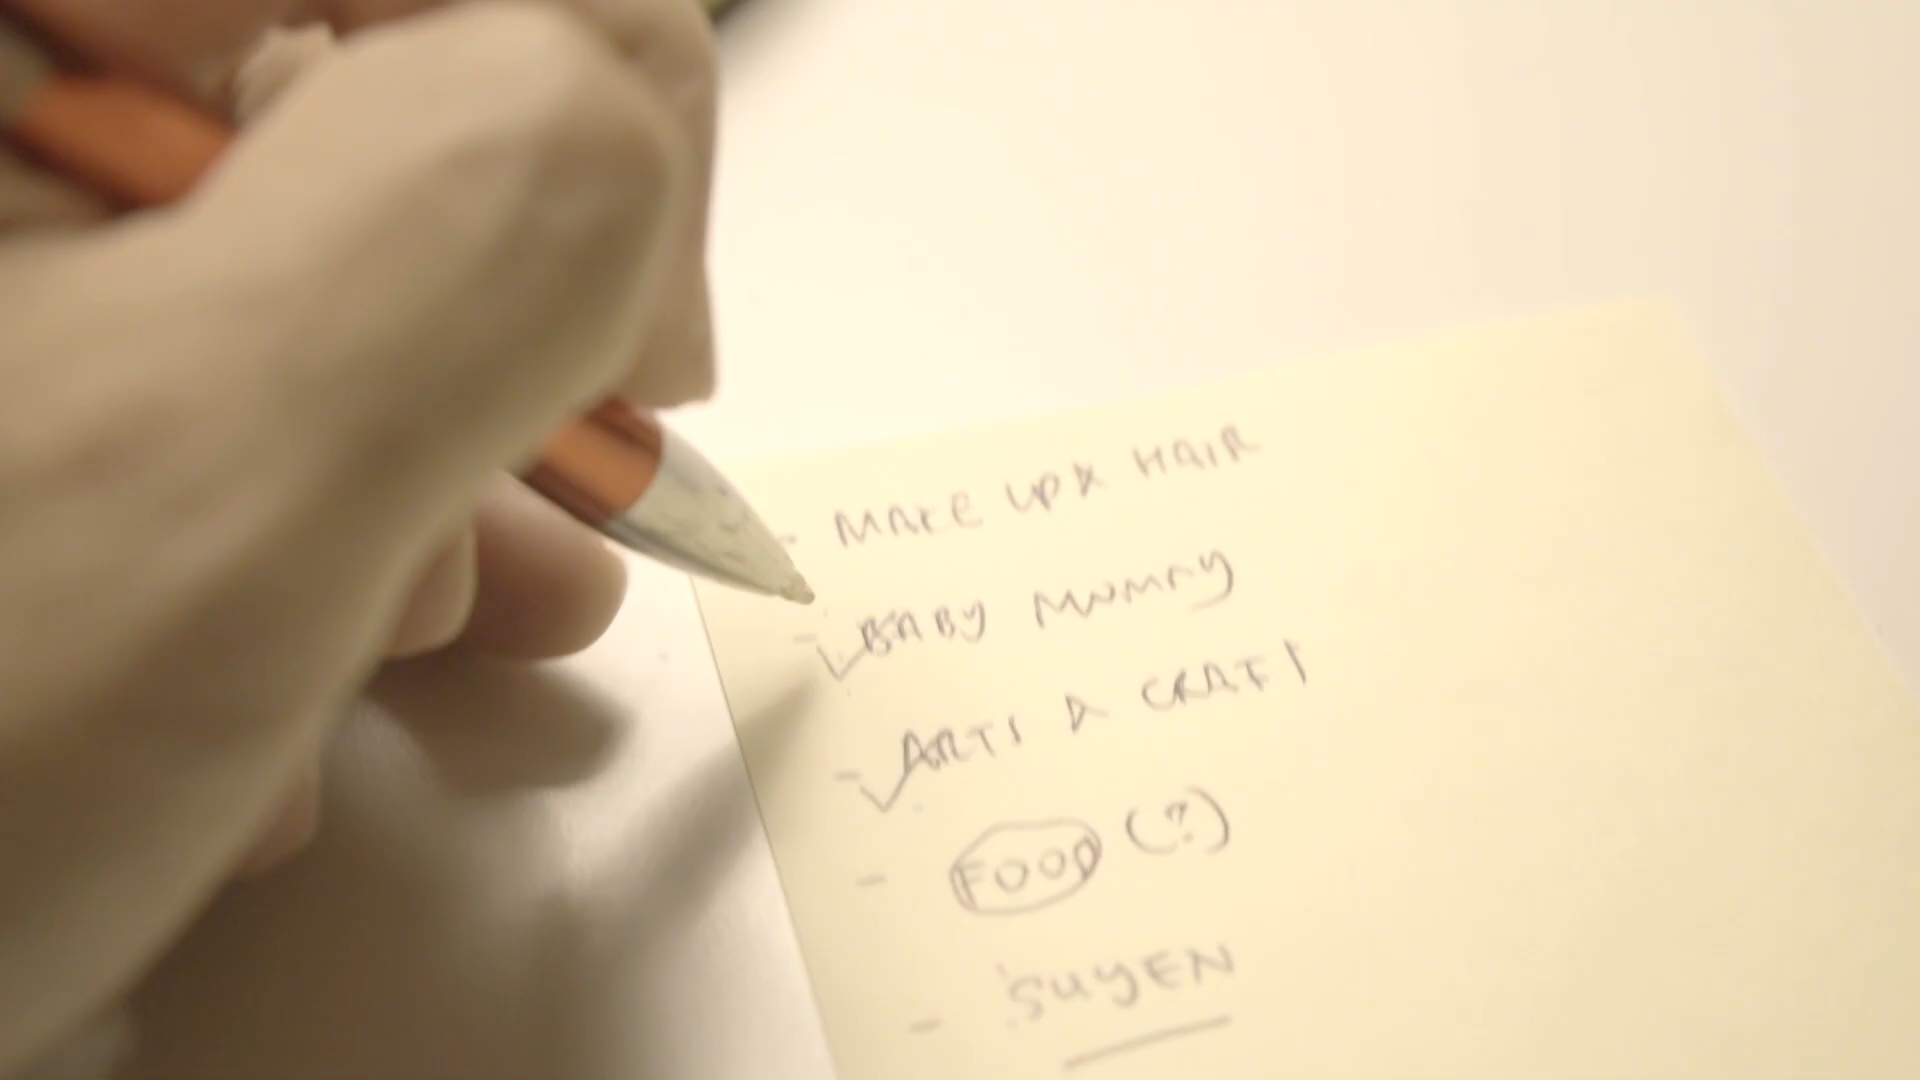 - MAKE UP & HAIR
- BABY MUMMY
- ARTS & CRAFT
- FOOD (?)
- SUYEN